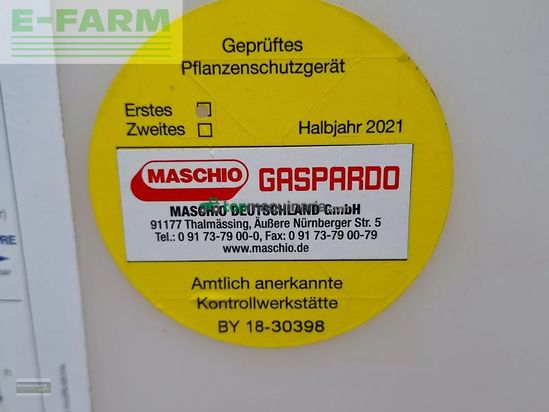 E-FARM
Geprüftes
Pflanzenschutzgerät
Erstes
Zweites
Halbjahr 2021
MASCHIO GASPARDO
MASCHIO DEUTSCHLAND GmbH
91177 Thalmässing, Äußere Nürnberger Str. 5
Tel.: 0 91 73-79 00-0, Fax: 0 91 73-79 00-79
www.maschio.de
Amtlich anerkannte
Kontrollwerkstätte
BY 18-30398